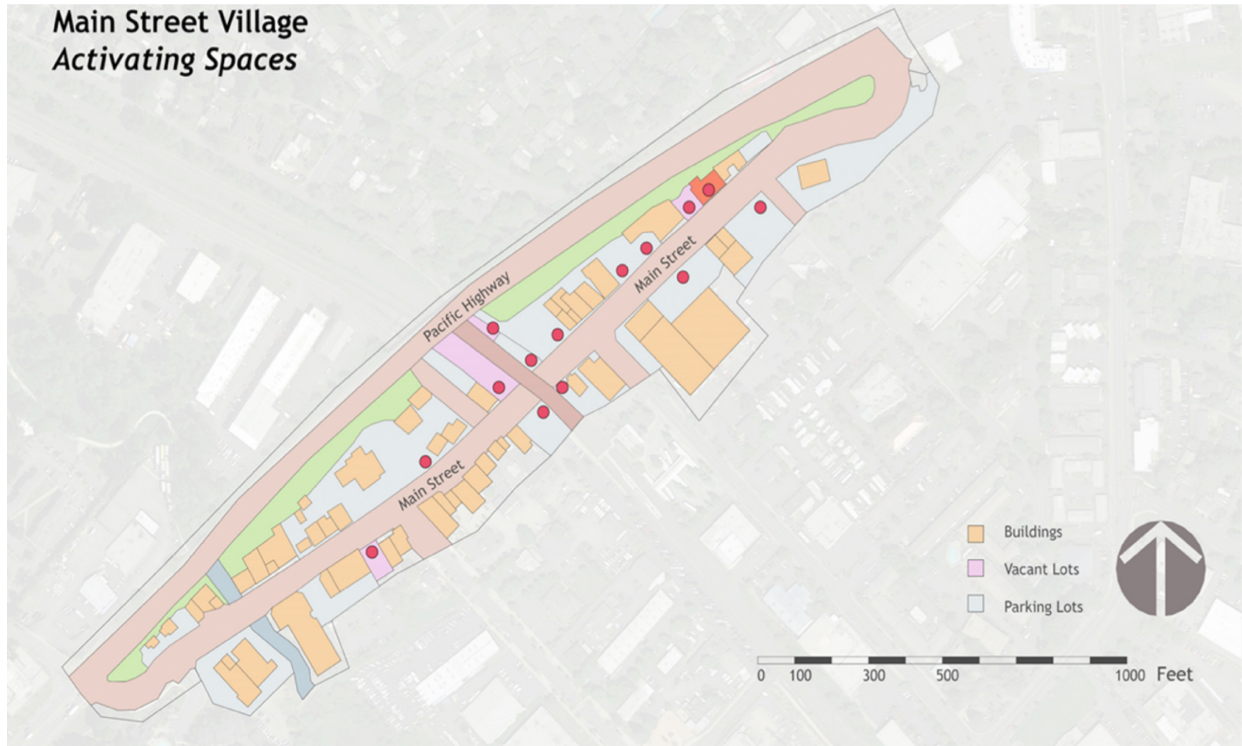 Main Street Village
Activating Spaces
Pacific Highway
Main Street
Main Street
Buildings
Vacant Lots
Parking Lots
0 100 300 500 1000 Feet